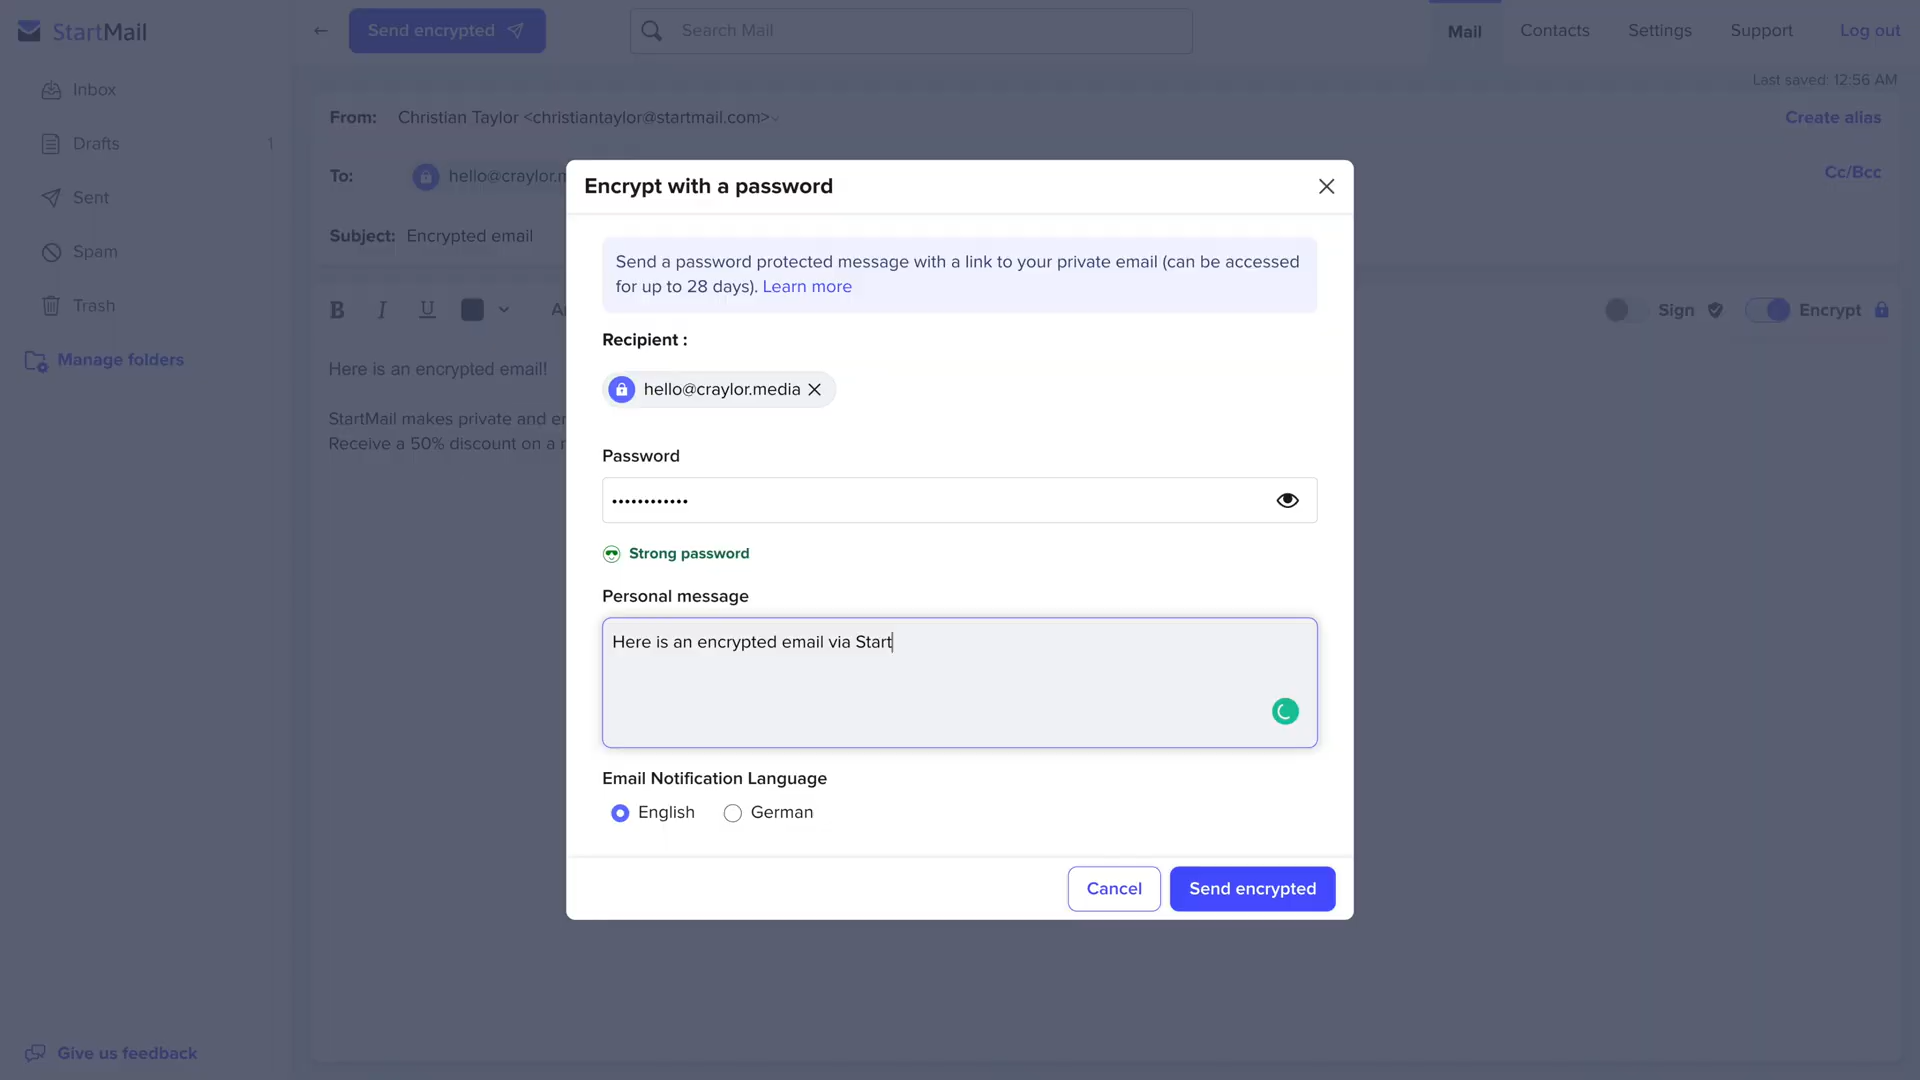 StartMail
Send encrypted
Search Mail
Mail
Contacts
Settings
Support
Log out
Last saved: 12:56 AM
Inbox
Drafts 1
Sent
Spam
Trash
Manage folders
Give us feedback
From: Christian Taylor <christiantaylor@startmail.com>
Create alias
To: hello@craylor.m
Cc/Bcc
Subject: Encrypted email
B I U A
Sign
Encrypt
Here is an encrypted email!
StartMail makes private and e
Receive a 50% discount on a
Encrypt with a password
Send a password protected message with a link to your private email (can be accessed
for up to 28 days). Learn more
Recipient :
hello@craylor.media
Password
••••••••••••
Strong password
Personal message
Here is an encrypted email via Start
Email Notification Language
English
German
Cancel
Send encrypted